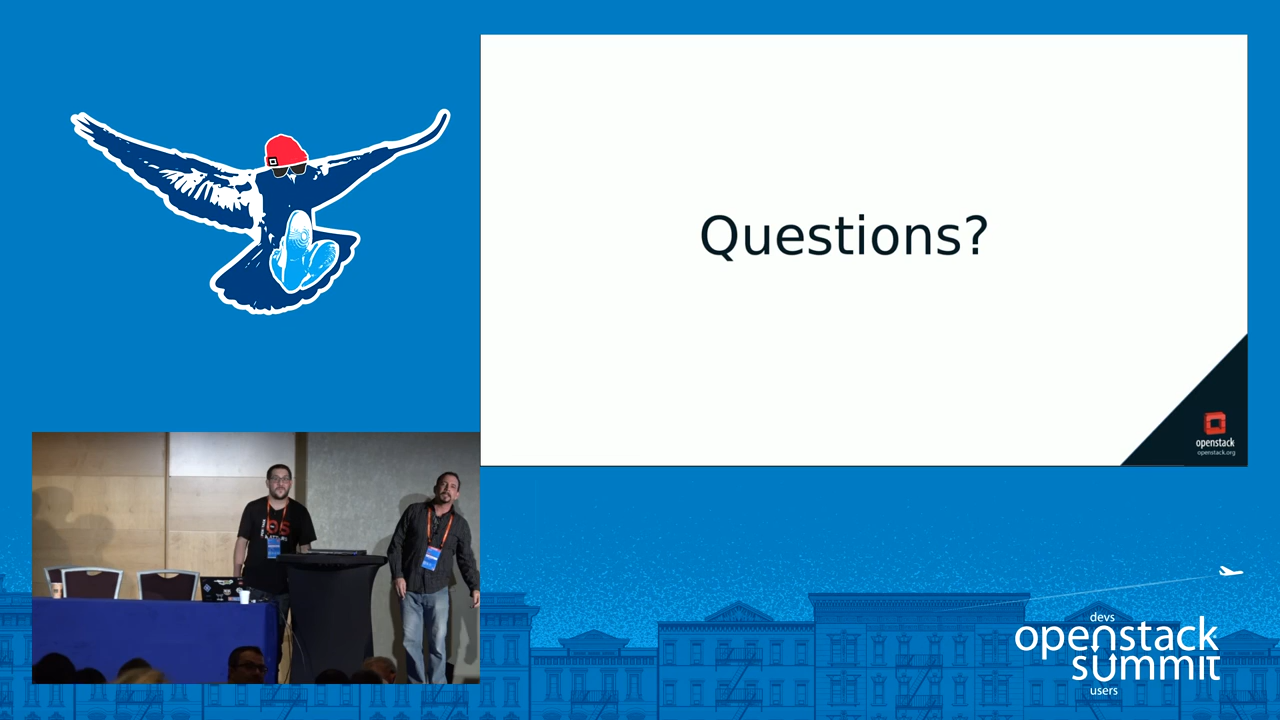 Questions?
openstack
openstack.org
devs
openstack
summit
users